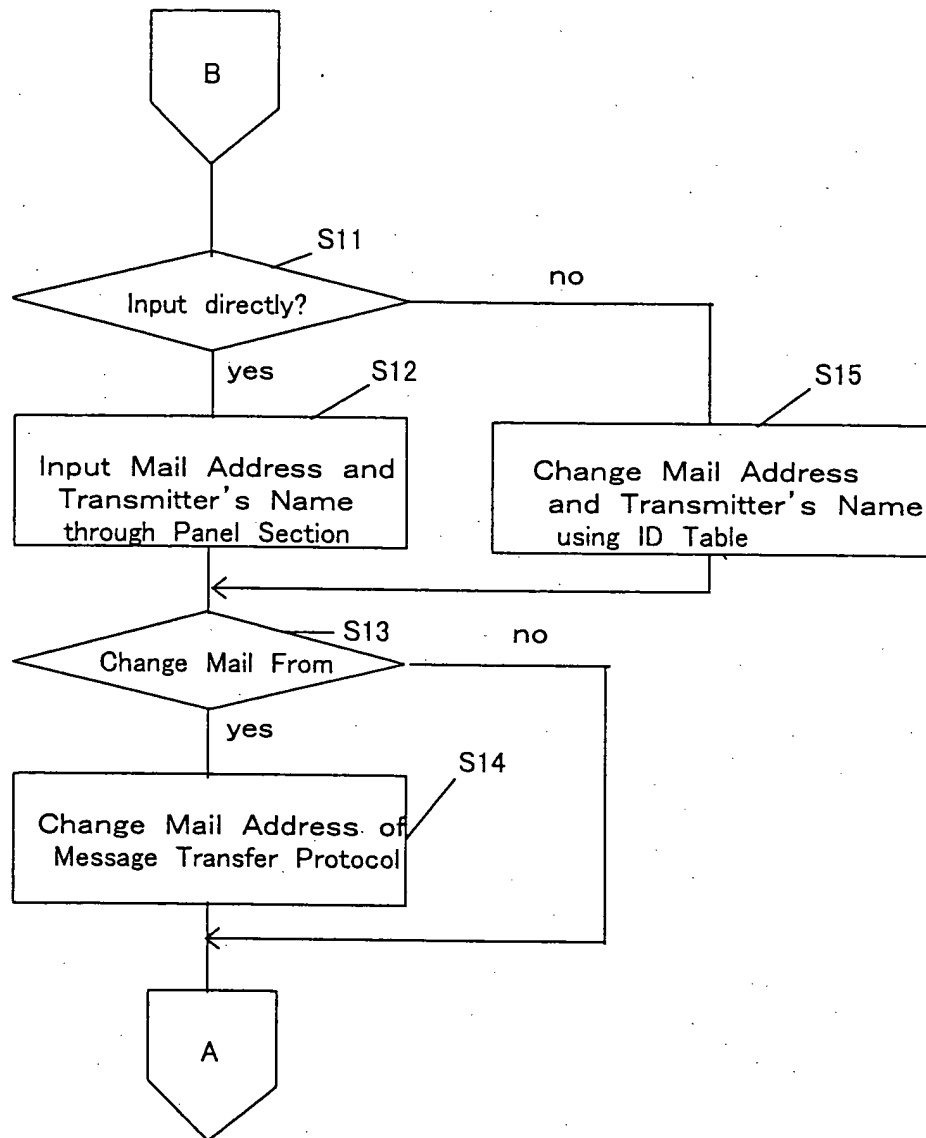 B
S11
no
Input directly?
yes
S12
S15
Input Mail Address and
Transmitter's Name
through Panel Section
Change Mail Address
and Transmitter's Name
using ID Table
S13
no
Change Mail From
yes
S14
Change Mail Address of
Message Transfer Protocol
A